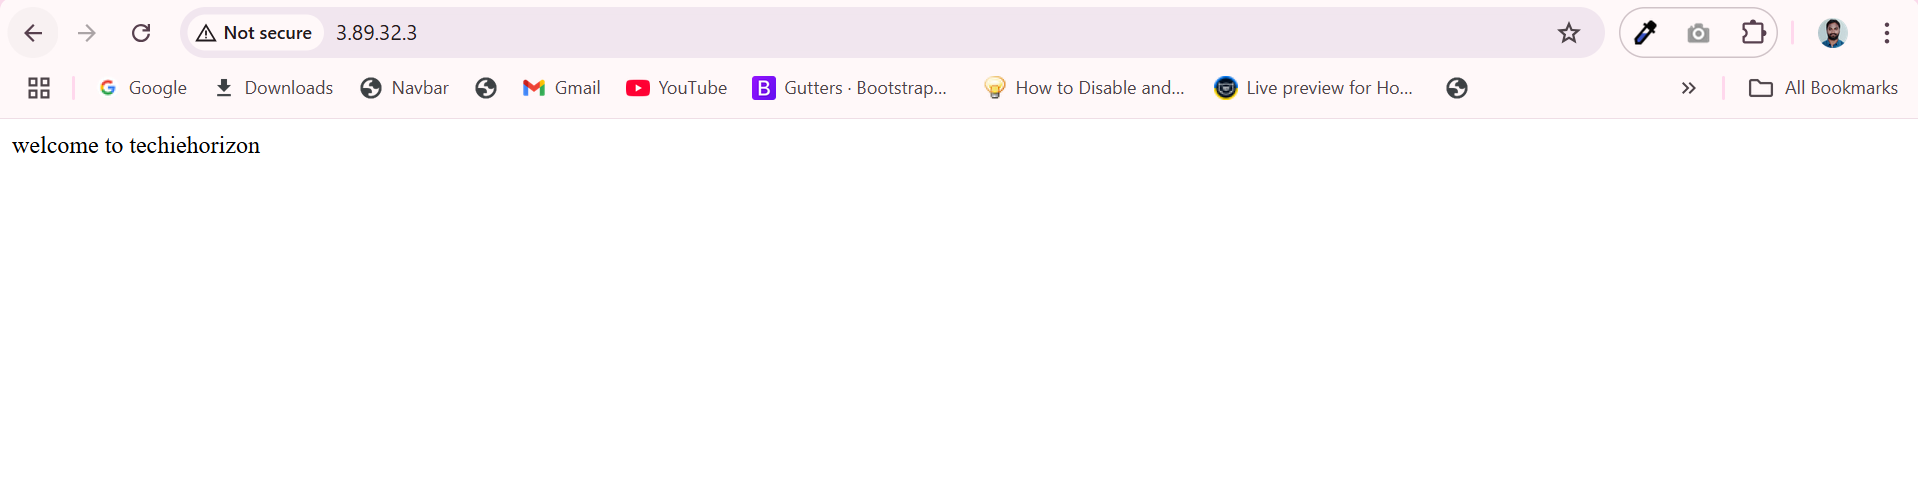 Not secure 3.89.32.3
Google Downloads Navbar Gmail YouTube Gutters · Bootstrap... How to Disable and... Live preview for Ho... » All Bookmarks
welcome to techiehorizon